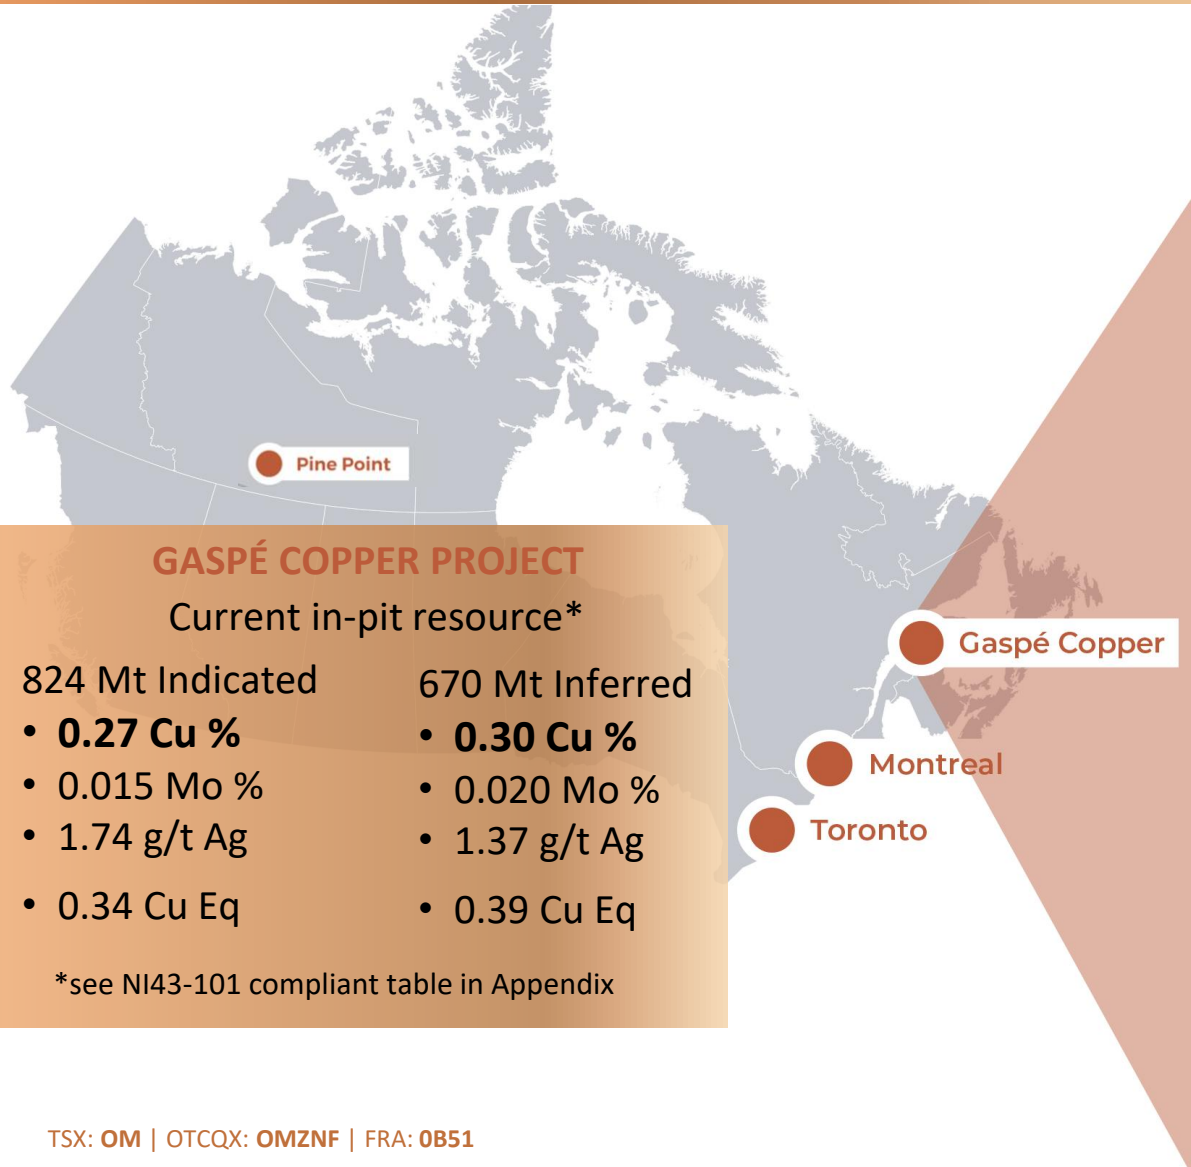 Pine Point
GASPÉ COPPER PROJECT
Current in-pit resource*
824 Mt Indicated
• 0.27 Cu %
• 0.015 Mo %
• 1.74 g/t Ag
• 0.34 Cu Eq
670 Mt Inferred
• 0.30 Cu %
• 0.020 Mo %
• 1.37 g/t Ag
• 0.39 Cu Eq
*see NI43-101 compliant table in Appendix
Gaspé Copper
Montreal
Toronto
TSX: OM | OTCQX: OMZNF | FRA: 0B51